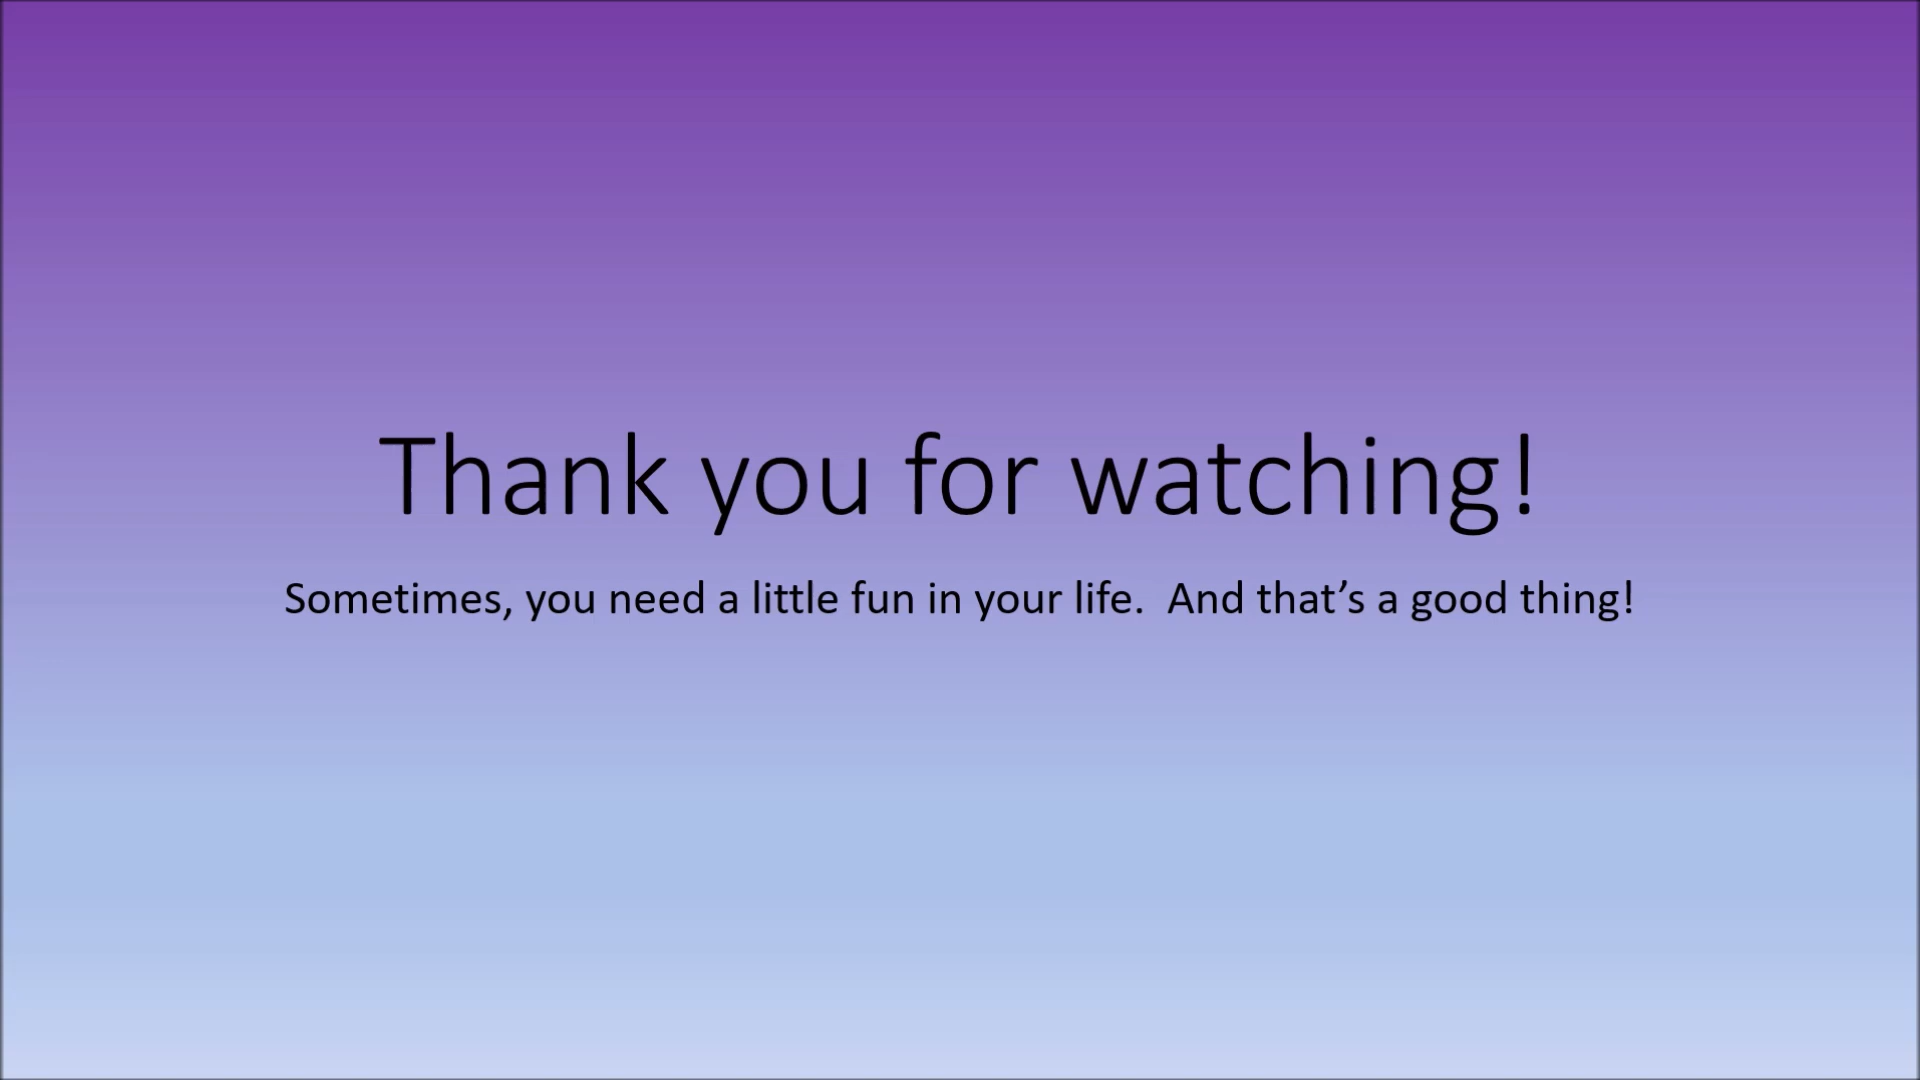 Thank you for watching!
Sometimes, you need a little fun in your life.  And that’s a good thing!